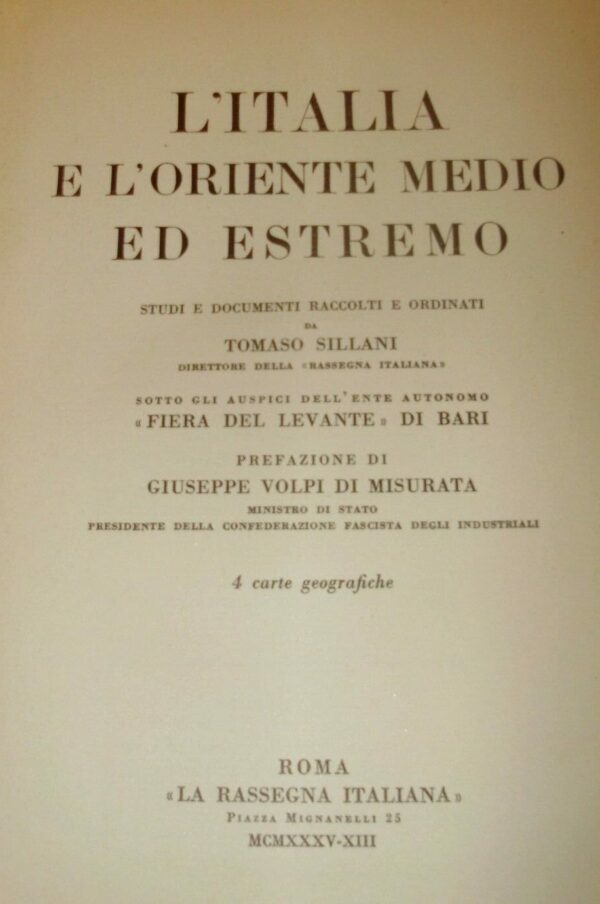 L'ITALIA
E L'ORIENTE MEDIO
ED ESTREMO
STUDI E DOCUMENTI RACCOLTI E ORDINATI
DA
TOMASO SILLANI
DIRETTORE DELLA «RASSEGNA ITALIANA»
SOTTO GLI AUSPICI DELL'ENTE AUTONOMO
«FIERA DEL LEVANTE» DI BARI
PREFAZIONE DI
GIUSEPPE VOLPI DI MISURATA
MINISTRO DI STATO
PRESIDENTE DELLA CONFEDERAZIONE FASCISTA DEGLI INDUSTRIALI
4 carte geografiche
ROMA
«LA RASSEGNA ITALIANA»
PIAZZA MIGNANELLI 25
MCMXXXV-XIII